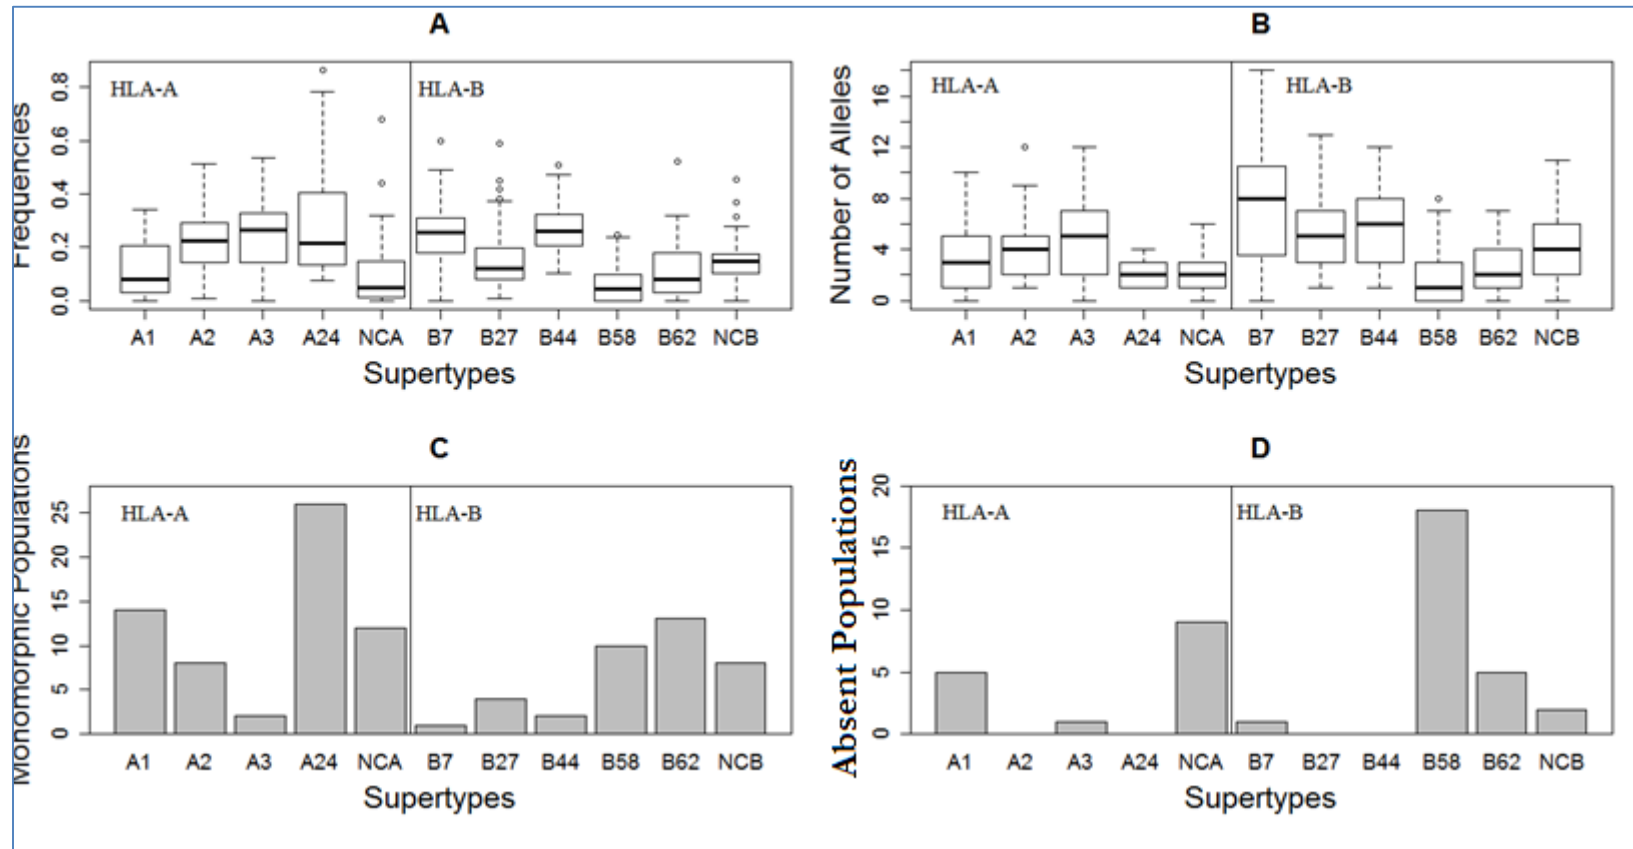 A
B
HLA-A
HLA-B
Frequencies
0.0
0.2
0.4
0.6
0.8
A1 A2 A3 A24 NCA B7 B27 B44 B58 B62 NCB
Supertypes
HLA-A
HLA-B
Number of Alleles
0
4
8
12
16
A1 A2 A3 A24 NCA B7 B27 B44 B58 B62 NCB
Supertypes
C
D
HLA-A
HLA-B
Monomorphic Populations
0
5
10
15
20
25
A1 A2 A3 A24 NCA B7 B27 B44 B58 B62 NCB
Supertypes
HLA-A
HLA-B
Absent Populations
0
5
10
15
20
A1 A2 A3 A24 NCA B7 B27 B44 B58 B62 NCB
Supertypes